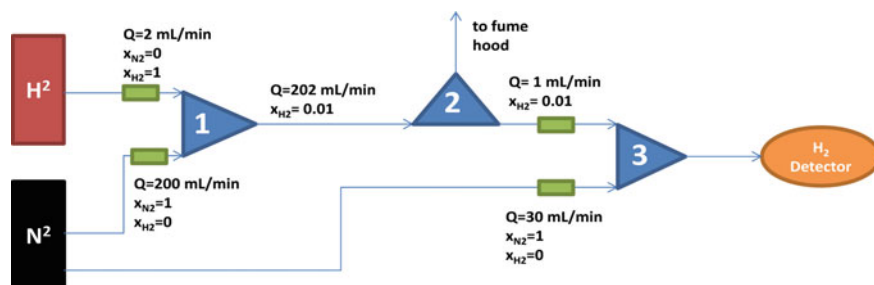 H²
Q=2 mL/min
xN2=0
xH2=1
1
Q=200 mL/min
xN2=1
xH2=0
N²
Q=202 mL/min
xH2= 0.01
to fume
hood
2
Q= 1 mL/min
xH2= 0.01
3
Q=30 mL/min
xN2=1
xH2=0
H₂
Detector